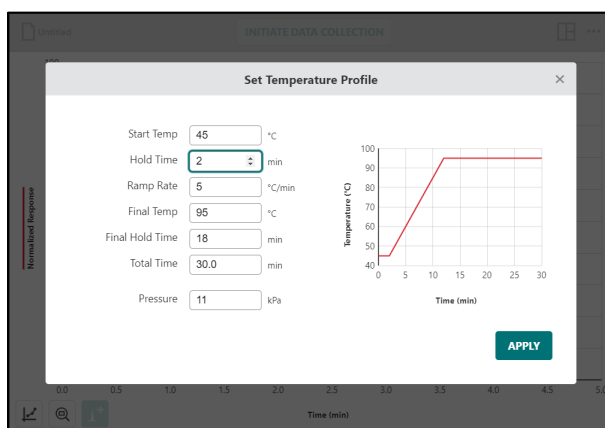 Untitled
INITIATE DATA COLLECTION
Set Temperature Profile
Start Temp 45 °C
Hold Time 2 min
Ramp Rate 5 °C/min
Final Temp 95 °C
Final Hold Time 18 min
Total Time 30.0 min
Pressure 11 kPa
100
90
80
70
60
50
40
Temperature (°C)
0 5 10 15 20 25 30
Time (min)
APPLY
Normalized Response
100
0.0 0.5 1.0 1.5 2.0 2.5 3.0 3.5 4.0 4.5 5.0
Time (min)